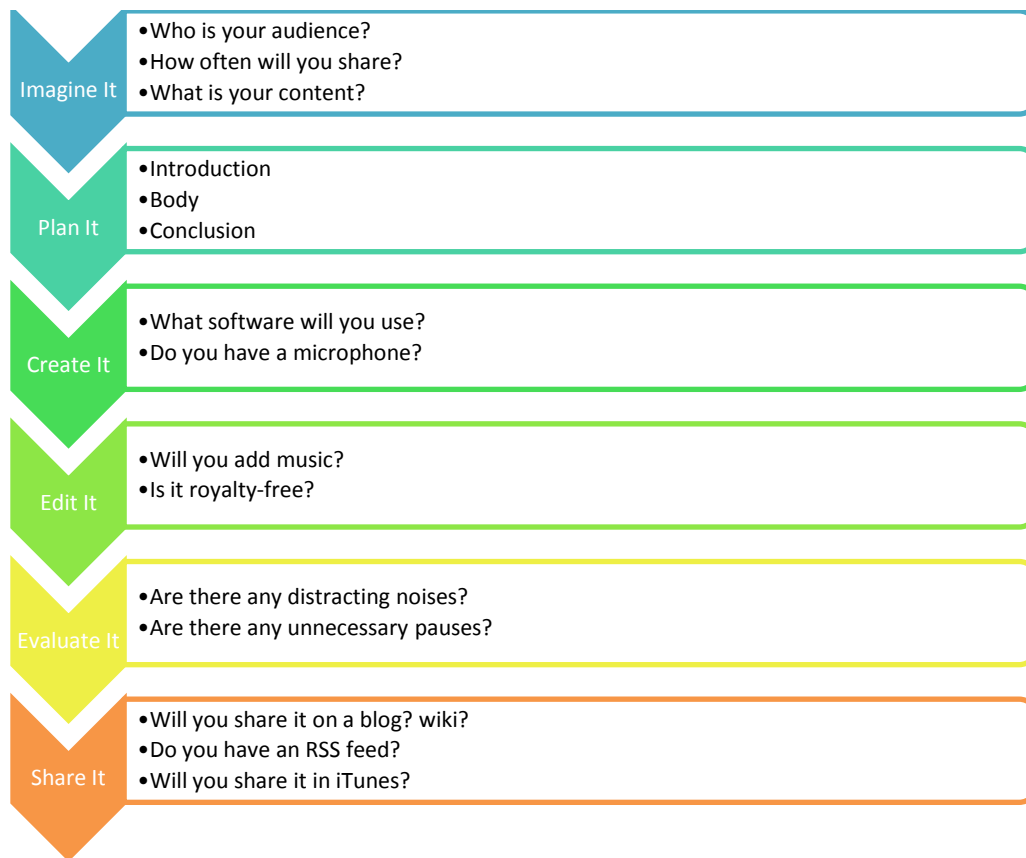 Imagine It
•Who is your audience?
•How often will you share?
•What is your content?
Plan It
•Introduction
•Body
•Conclusion
Create It
•What software will you use?
•Do you have a microphone?
Edit It
•Will you add music?
•Is it royalty-free?
Evaluate It
•Are there any distracting noises?
•Are there any unnecessary pauses?
Share It
•Will you share it on a blog? wiki?
•Do you have an RSS feed?
•Will you share it in iTunes?